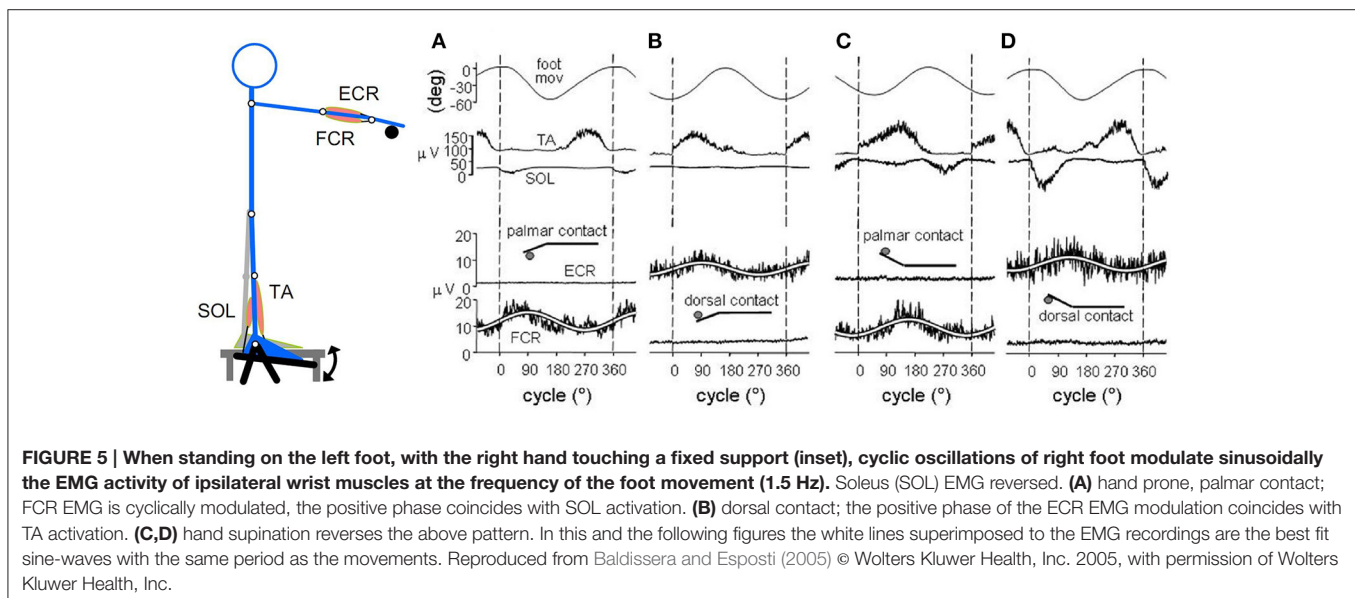 A
B
C
D
ECR
FCR
SOL
TA
(deg)
0
-30
-60
foot
mov
150
μ V 100
50
0
TA
SOL
20
10
0
palmar contact
ECR
dorsal contact
palmar contact
dorsal contact
μ V
20
10
0
FCR
0 90 180 270 360
cycle (°)
0 90 180 270 360
cycle (°)
0 90 180 270 360
cycle (°)
0 90 180 270 360
cycle (°)
FIGURE 5 | When standing on the left foot, with the right hand touching a fixed support (inset), cyclic oscillations of right foot modulate sinusoidally
the EMG activity of ipsilateral wrist muscles at the frequency of the foot movement (1.5 Hz). Soleus (SOL) EMG reversed. (A) hand prone, palmar contact;
FCR EMG is cyclically modulated, the positive phase coincides with SOL activation. (B) dorsal contact; the positive phase of the ECR EMG modulation coincides with
TA activation. (C,D) hand supination reverses the above pattern. In this and the following figures the white lines superimposed to the EMG recordings are the best fit
sine-waves with the same period as the movements. Reproduced from Baldissera and Esposti (2005) © Wolters Kluwer Health, Inc. 2005, with permission of Wolters
Kluwer Health, Inc.